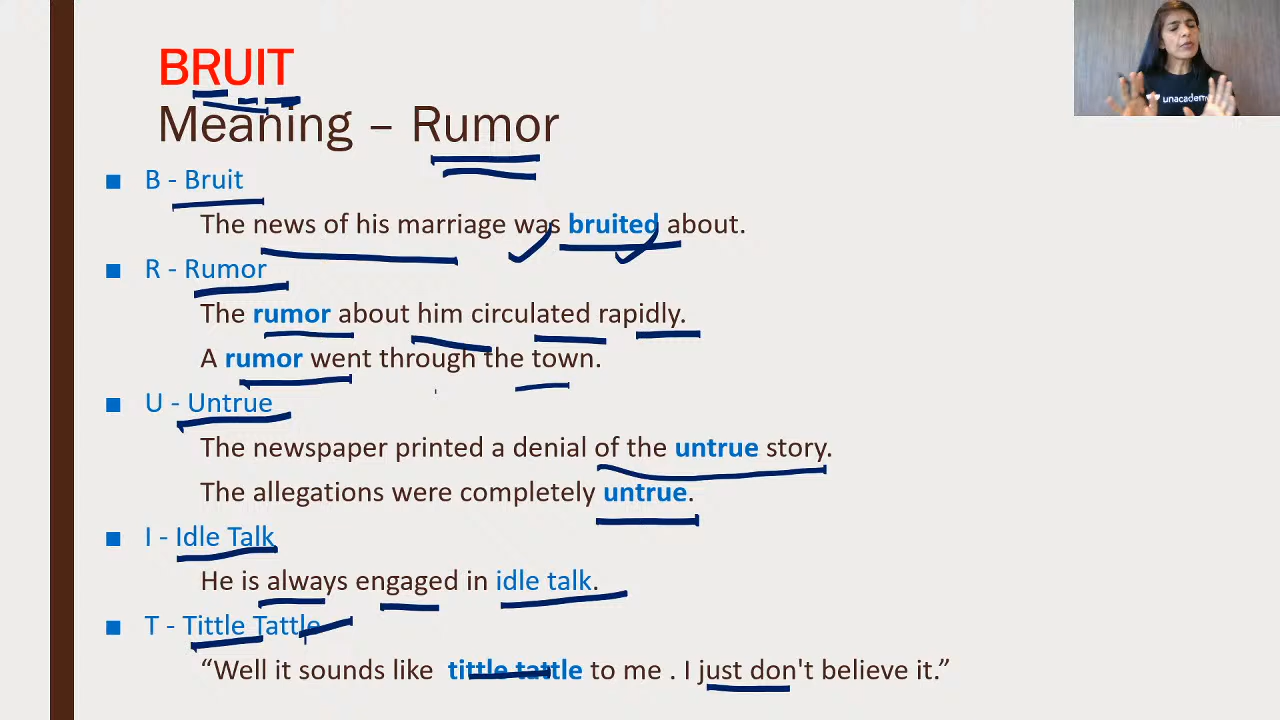 BRUIT
Meaning – Rumor
■ B - Bruit
The news of his marriage was bruited about.
■ R - Rumor
The rumor about him circulated rapidly.
A rumor went through the town.
■ U - Untrue
The newspaper printed a denial of the untrue story.
The allegations were completely untrue.
■ I - Idle Talk
He is always engaged in idle talk.
■ T - Tittle Tattle
“Well it sounds like tittle tattle to me . I just don't believe it.”
unacademy